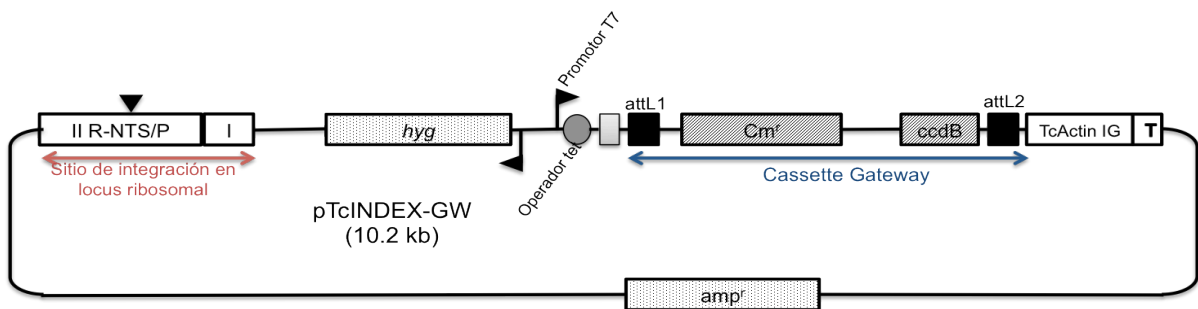 Promotor T7
attL1
attL2
II R-NTS/P
I
hyg
Cmʳ
ccdB
TcActin IG
T
Operador tet
Sitio de integración en
locus ribosomal
Cassette Gateway
pTcINDEX-GW
(10.2 kb)
ampʳ